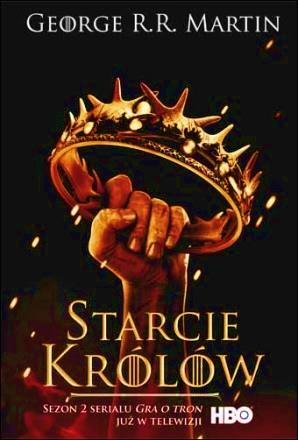 GEORGE R.R. MARTIN
STARCIE
KRÓLÓW
SEZON 2 SERIALU GRA O TRON
JUŻ W TELEWIZJI
HBO